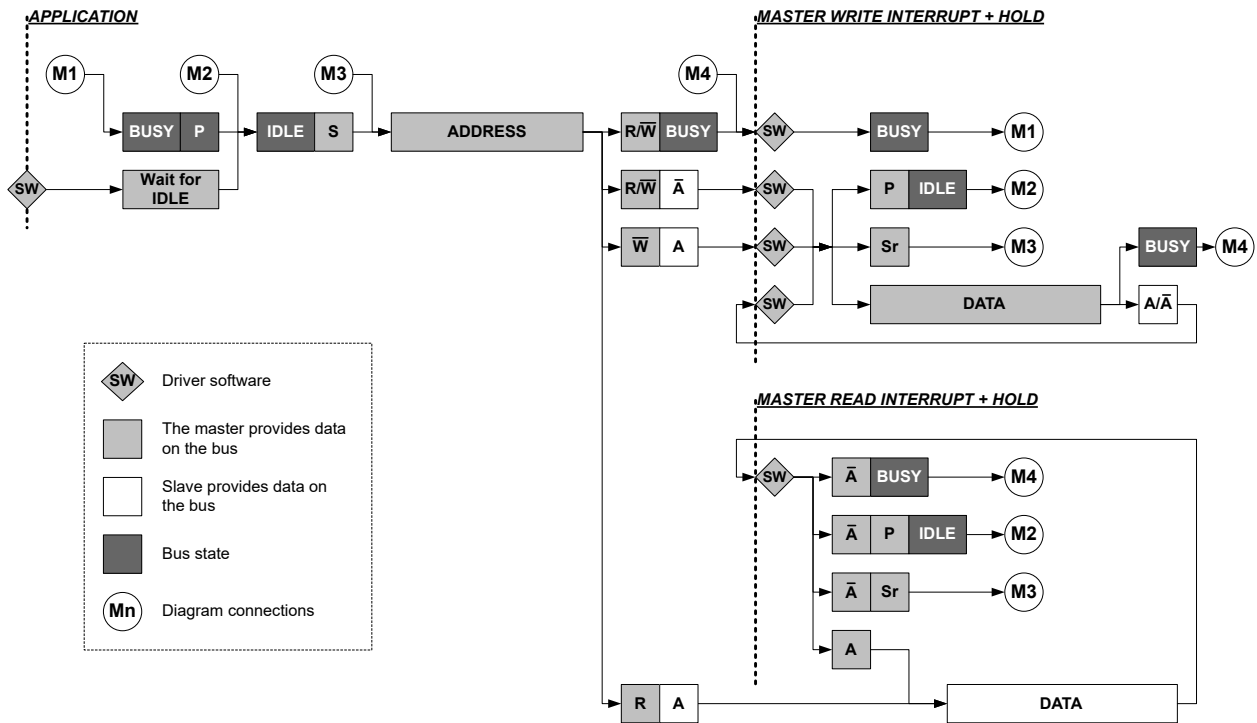 APPLICATION
MASTER WRITE INTERRUPT + HOLD
M1 M2 M3 M4
BUSY P IDLE S ADDRESS R/W̅ BUSY SW BUSY M1
SW Wait for
IDLE
R/W̅ A̅ SW P IDLE M2
W̅ A SW Sr M3 BUSY M4
SW DATA A/A̅
SW Driver software
The master provides data
on the bus
Slave provides data on
the bus
Bus state
Mn Diagram connections
MASTER READ INTERRUPT + HOLD
SW A̅ BUSY M4
A̅ P IDLE M2
A̅ Sr M3
A
R A DATA